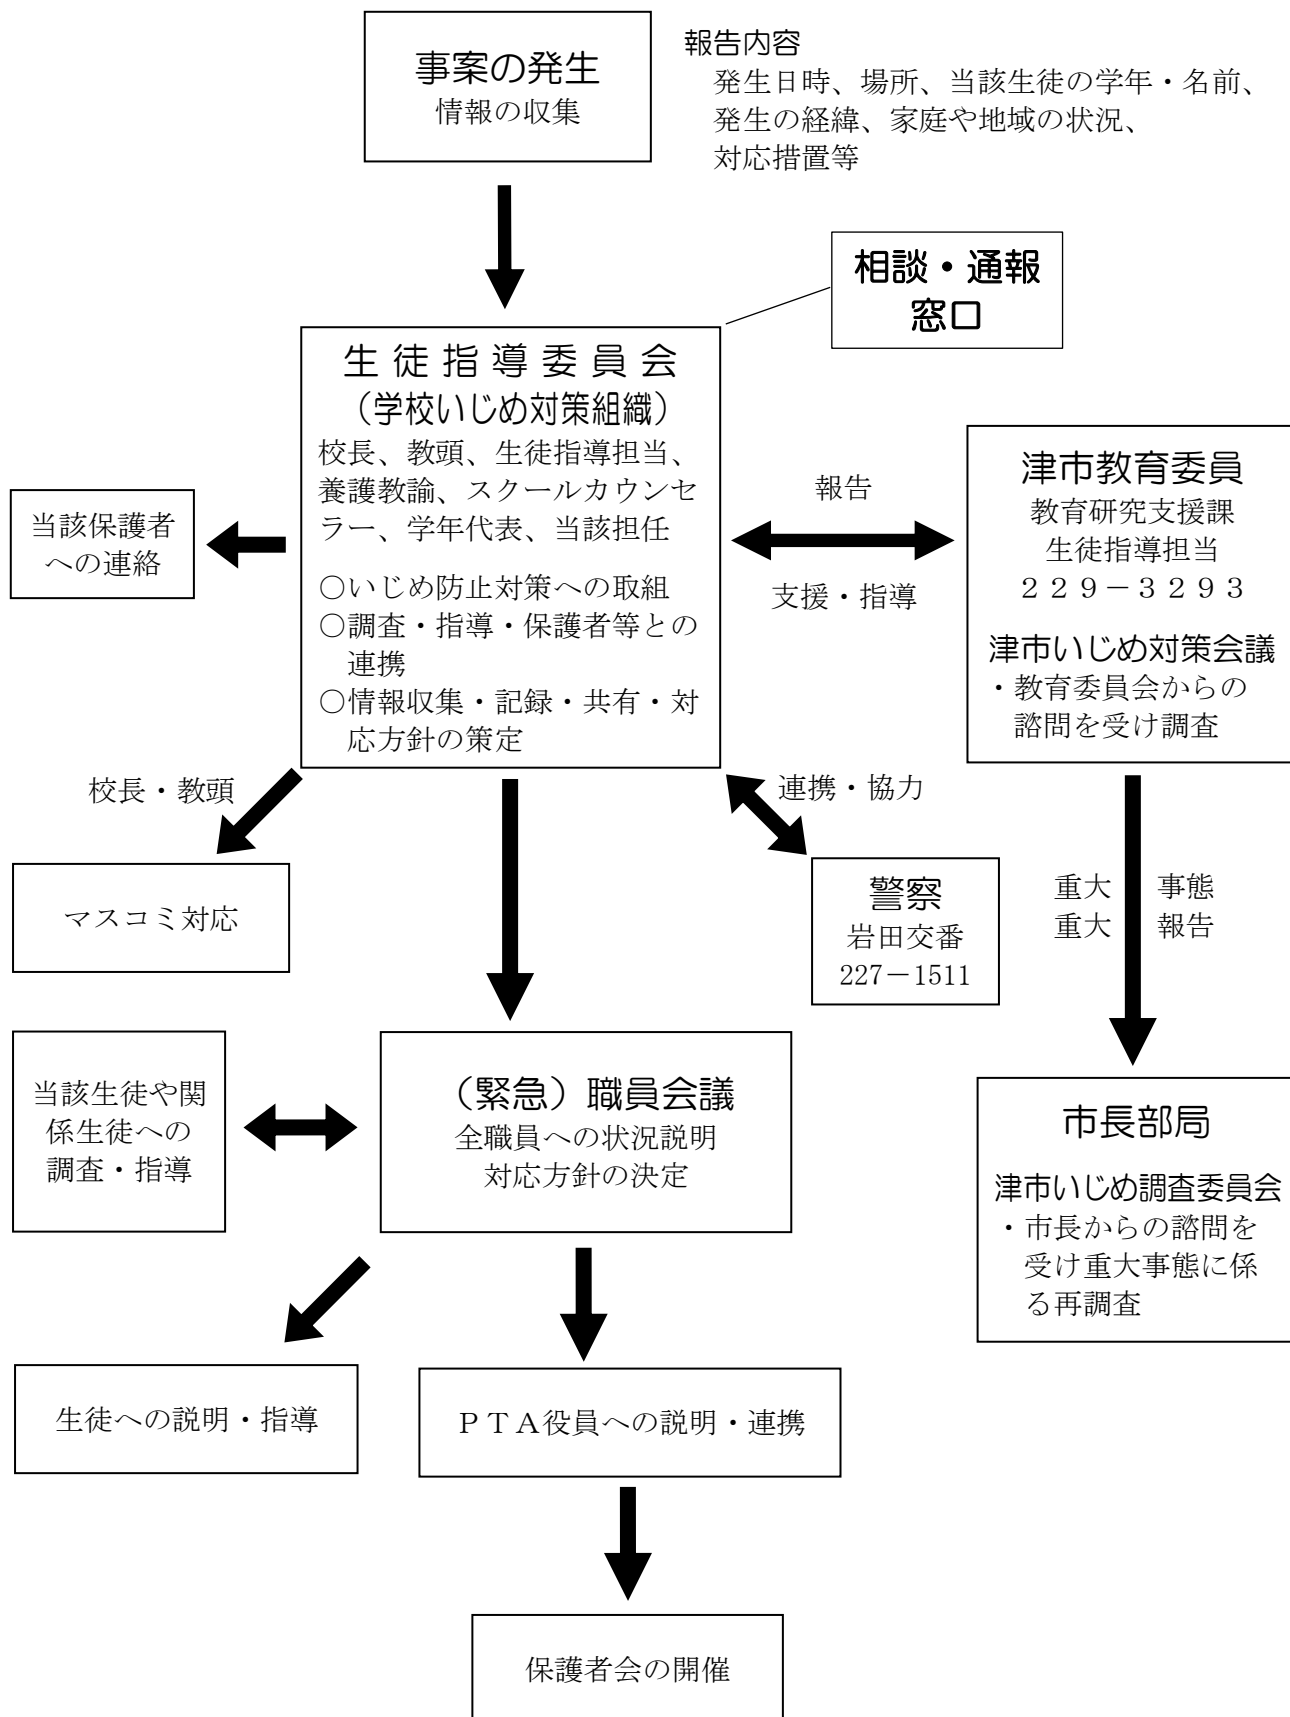 事案の発生
情報の収集
報告内容
発生日時、場所、当該生徒の学年・名前、
発生の経緯、家庭や地域の状況、
対応措置等
相談・通報
窓口
生徒指導委員会
（学校いじめ対策組織）
校長、教頭、生徒指導担当、
養護教諭、スクールカウンセ
ラー、学年代表、当該担任
○いじめ防止対策への取組
○調査・指導・保護者等との
連携
○情報収集・記録・共有・対
応方針の策定
当該保護者
への連絡
報告
支援・指導
津市教育委員
教育研究支援課
生徒指導担当
２２９－３２９３
津市いじめ対策会議
・教育委員会からの
諮問を受け調査
校長・教頭
マスコミ対応
連携・協力
警察
岩田交番
227－1511
重大 事態
重大 報告
当該生徒や関
係生徒への
調査・指導
（緊急）職員会議
全職員への状況説明
対応方針の決定
市長部局
津市いじめ調査委員会
・市長からの諮問を
受け重大事態に係
る再調査
生徒への説明・指導
ＰＴＡ役員への説明・連携
保護者会の開催